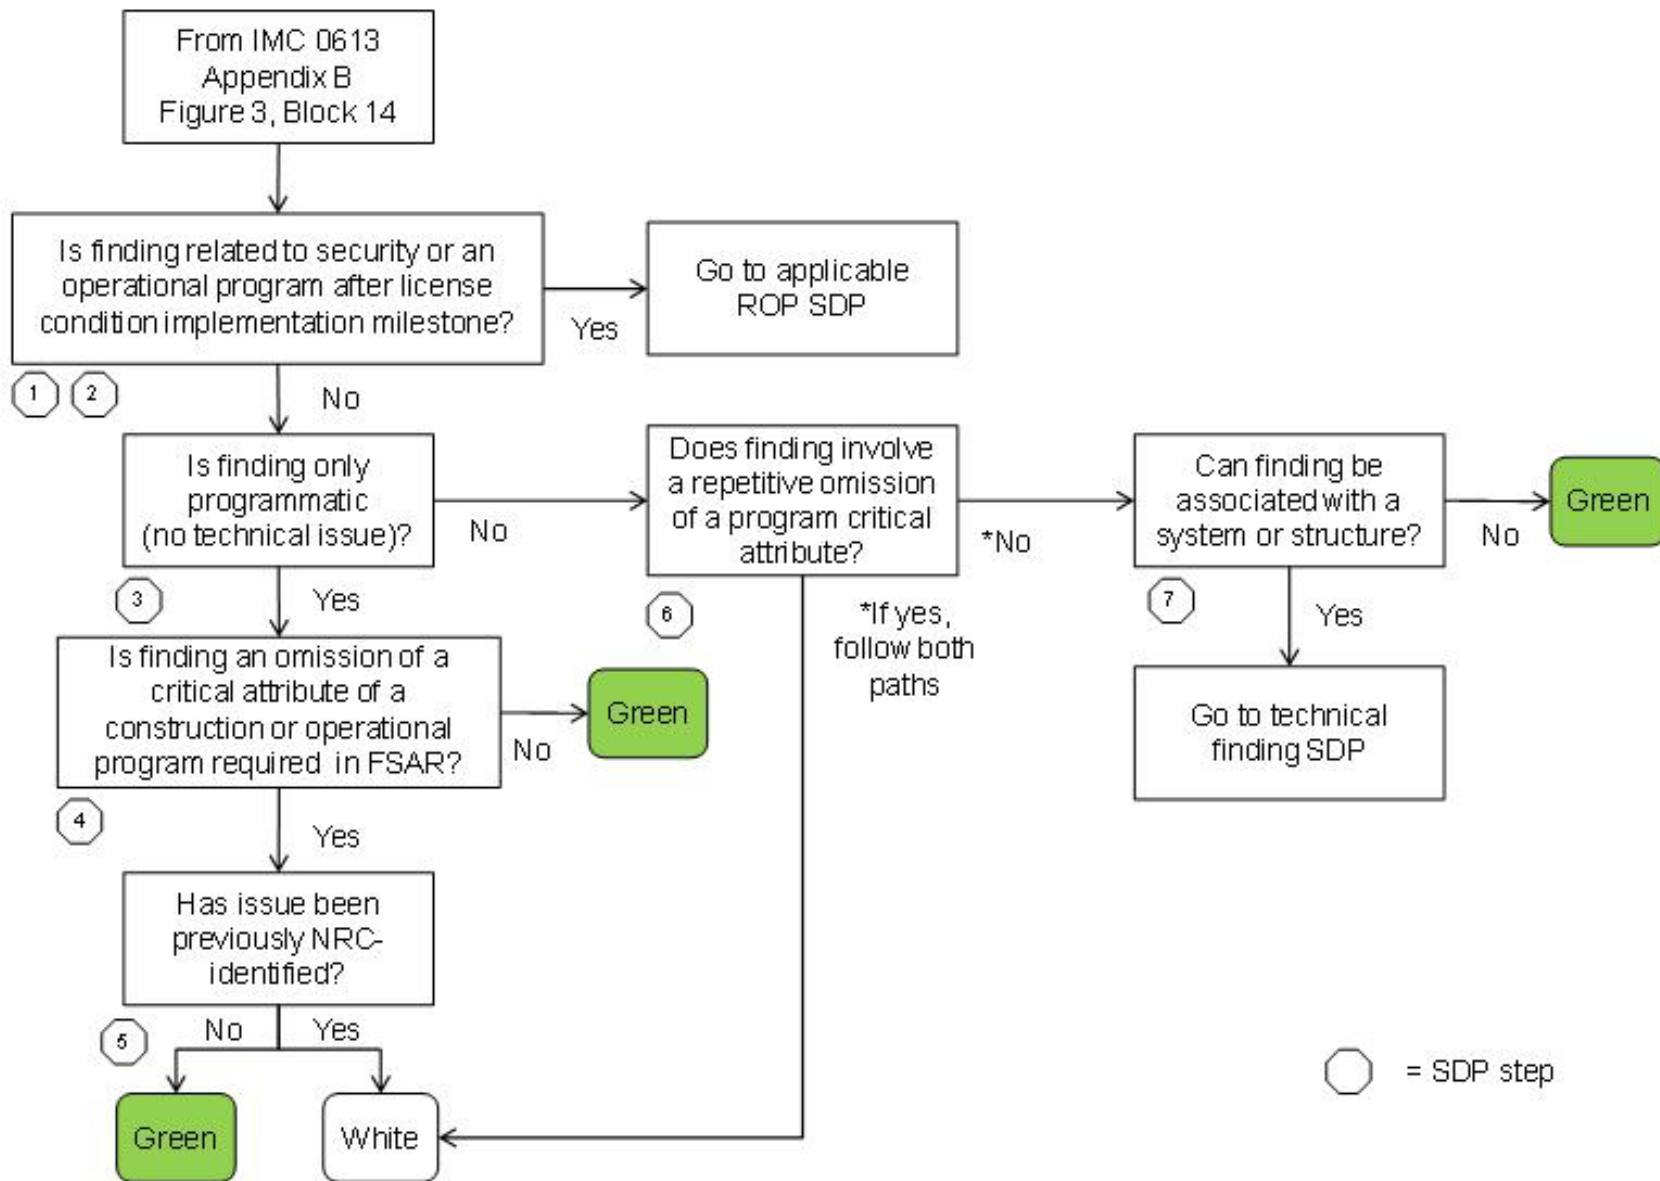 From IMC 0613
Appendix B
Figure 3, Block 14
Is finding related to security or an
operational program after license
condition implementation milestone?
Yes
Go to applicable
ROP SDP
1
2
No
Is finding only
programmatic
(no technical issue)?
No
Does finding involve
a repetitive omission
of a program critical
attribute?
*No
Can finding be
associated with a
system or structure?
No
Green
3
Yes
6
*If yes,
follow both
paths
7
Yes
Is finding an omission of a
critical attribute of a
construction or operational
program required in FSAR?
No
Green
Go to technical
finding SDP
4
Yes
Has issue been
previously NRC-
identified?
5
No
Yes
Green
White
= SDP step